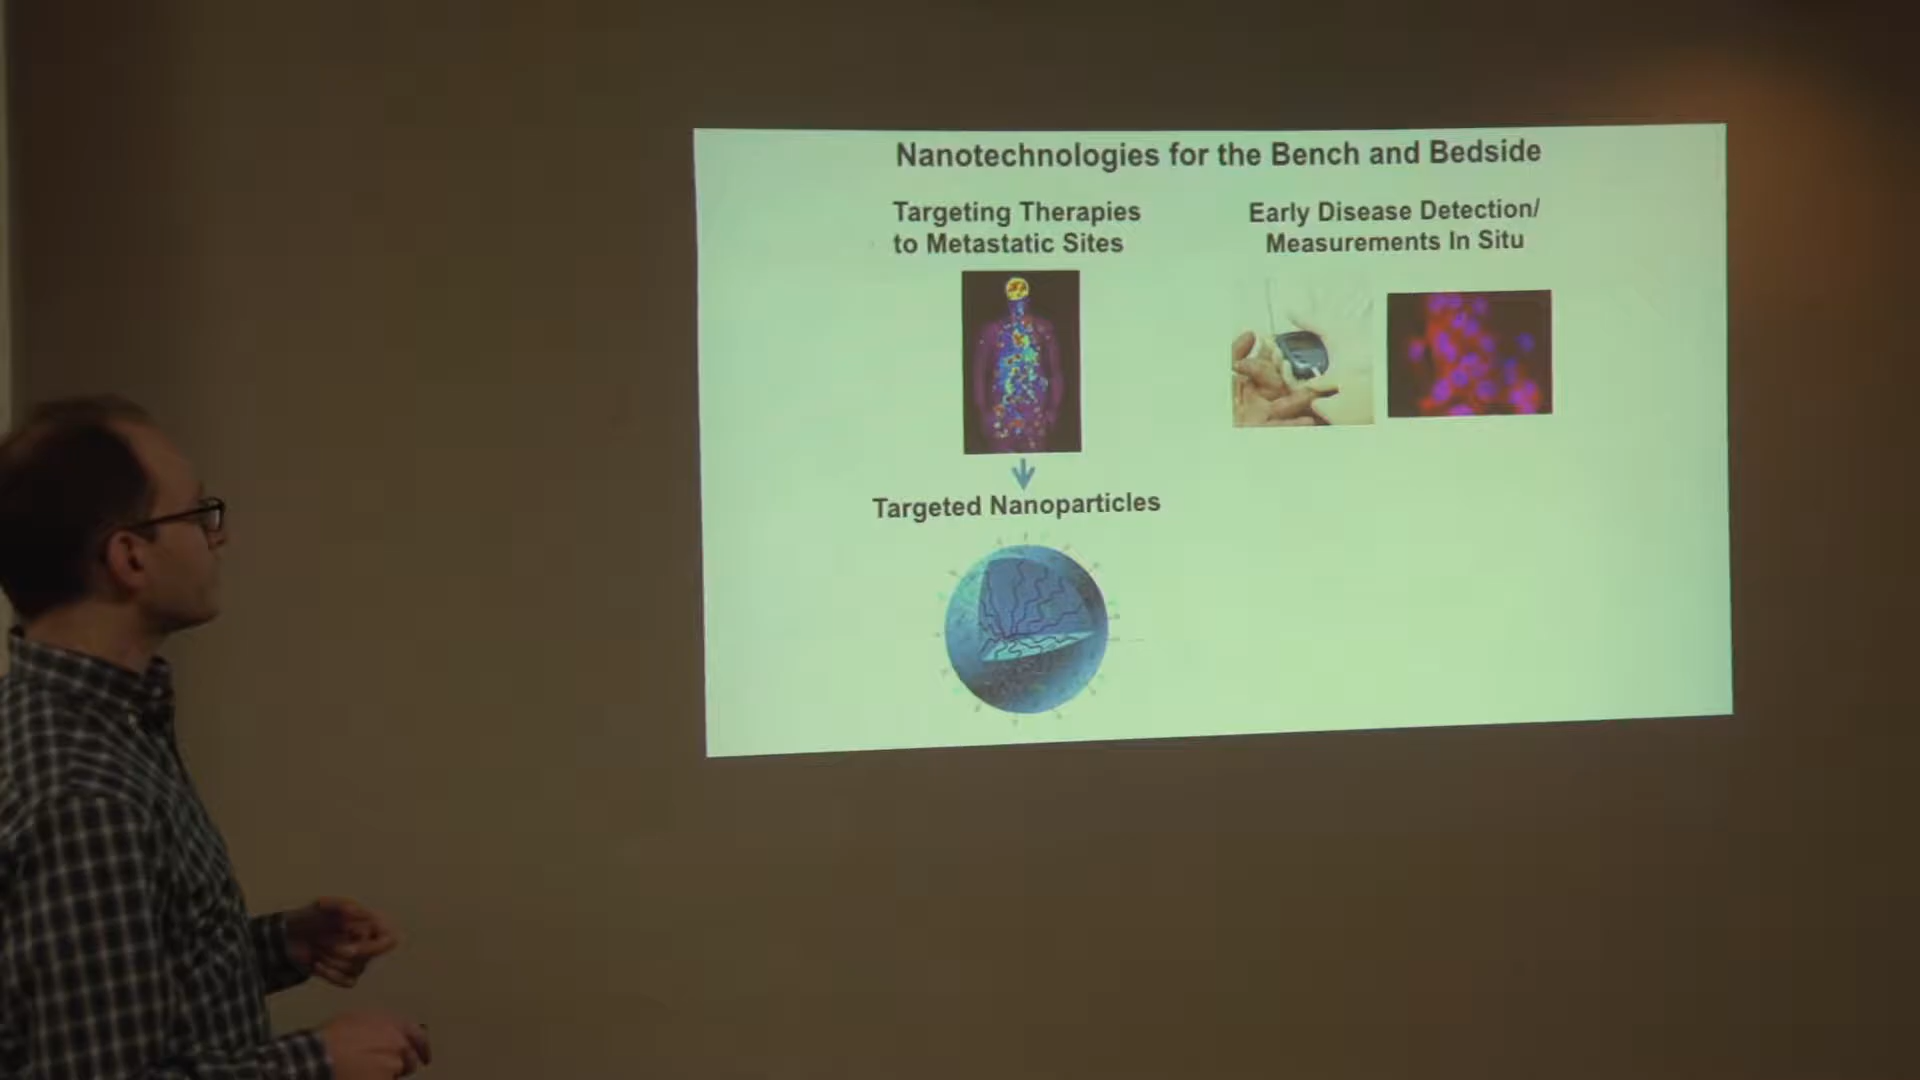 Nanotechnologies for the Bench and Bedside
Targeting Therapies
to Metastatic Sites
Early Disease Detection/
Measurements In Situ
Targeted Nanoparticles